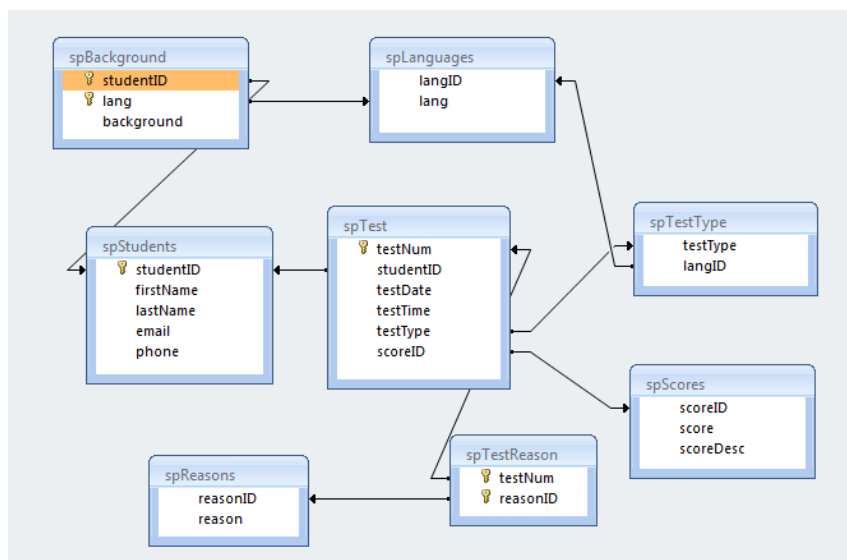 spBackground
studentID
lang
background
spLanguages
langID
lang
spStudents
studentID
firstName
lastName
email
phone
spTest
testNum
studentID
testDate
testTime
testType
scoreID
spTestType
testType
langID
spScores
scoreID
score
scoreDesc
spReasons
reasonID
reason
spTestReason
testNum
reasonID